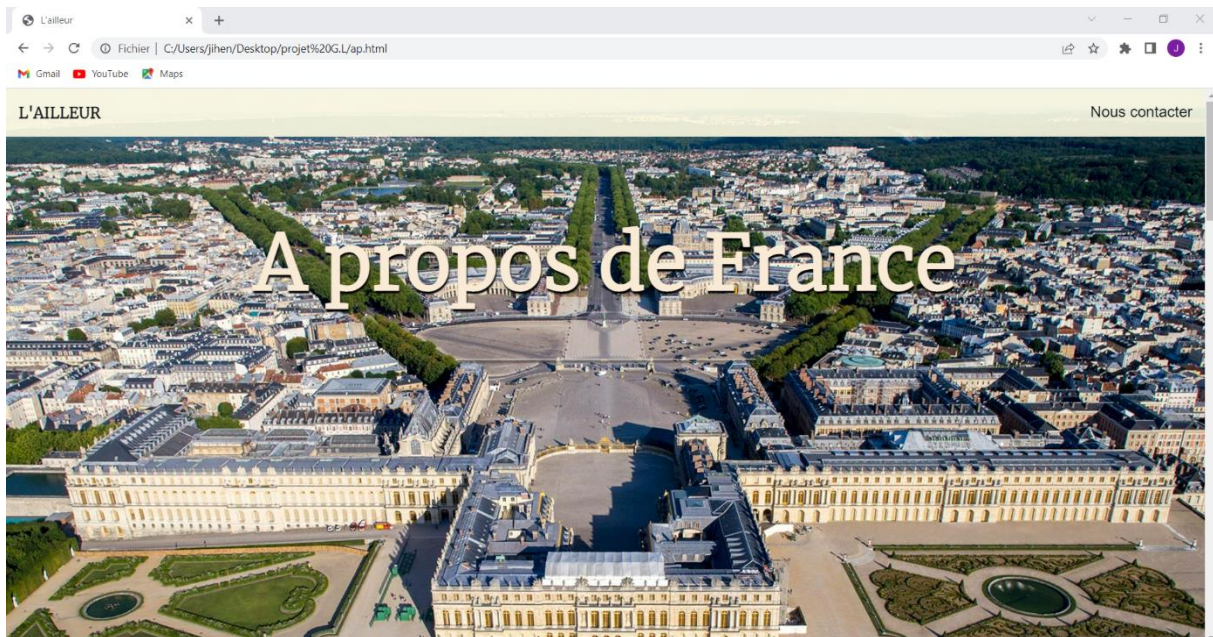 L'ailleur
Fichier | C:/Users/jihen/Desktop/projet%20G.L/ap.html
Gmail YouTube Maps
J
L'AILLEUR Nous contacter
A propos de France